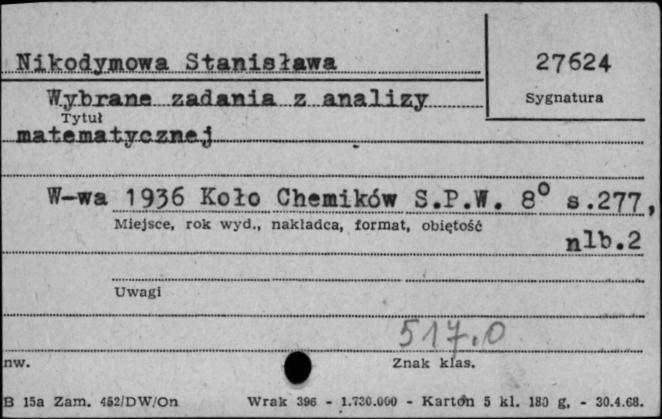 Nikodymowa Stanisława
27624
Sygnatura
Wybrane zadania z analizy
Tytuł
matematycznej
W-wa 1936 Koło Chemików S.P.W. 8° s.277,
Miejsce, rok wyd., nakładca, format, obiętość
nlb.2
Uwagi
517.0
nw.
Znak klas.
B 15a Zam. 452/DW/On Wrak 396 - 1.730.000 - Karton 5 kl. 180 g. - 30.4.68.